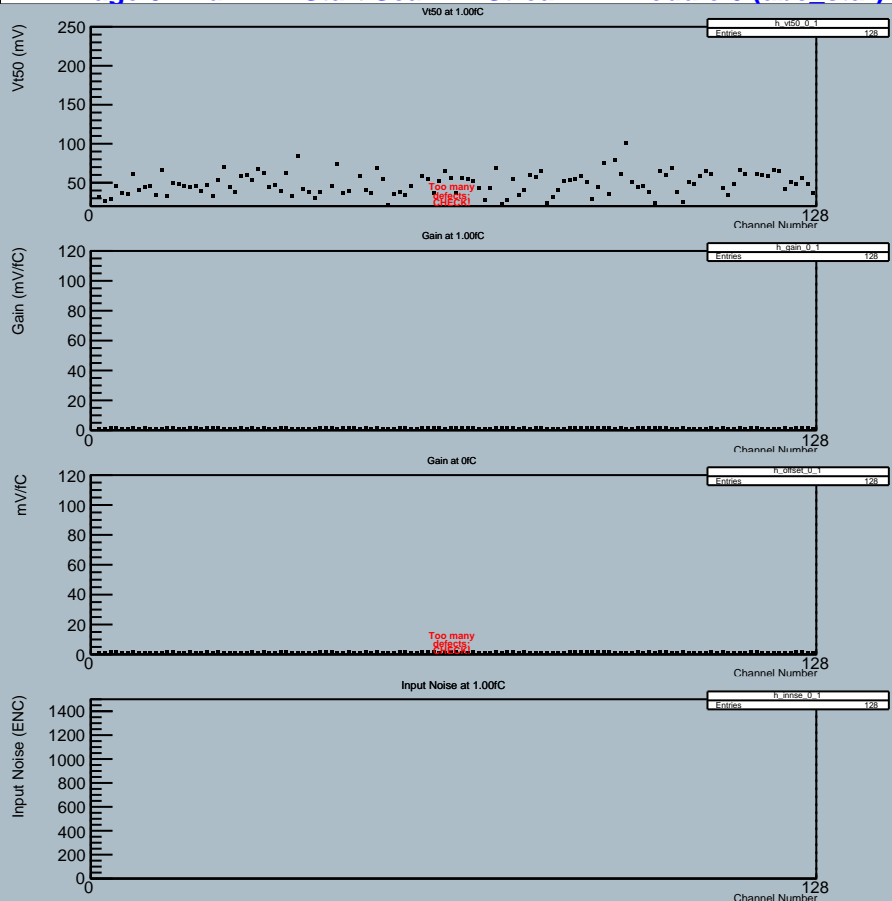 Vt50 at 1.00fC
h_vt50_0_1
Entries 128
Vt50 (mV)
250
200
150
100
50
Too many
defects:
CHECK!
0
128
Channel Number
Gain at 1.00fC
h_gain_0_1
Entries 128
Gain (mV/fC)
120
100
80
60
40
20
0
0
128
Channel Number
Gain at 0fC
h_offset_0_1
Entries 128
mV/fC
120
100
80
60
40
20
0
Too many
defects:
CHECK!
0
128
Channel Number
Input Noise at 1.00fC
h_innse_0_1
Entries 128
Input Noise (ENC)
1400
1200
1000
800
600
400
200
0
0
128
Channel Number